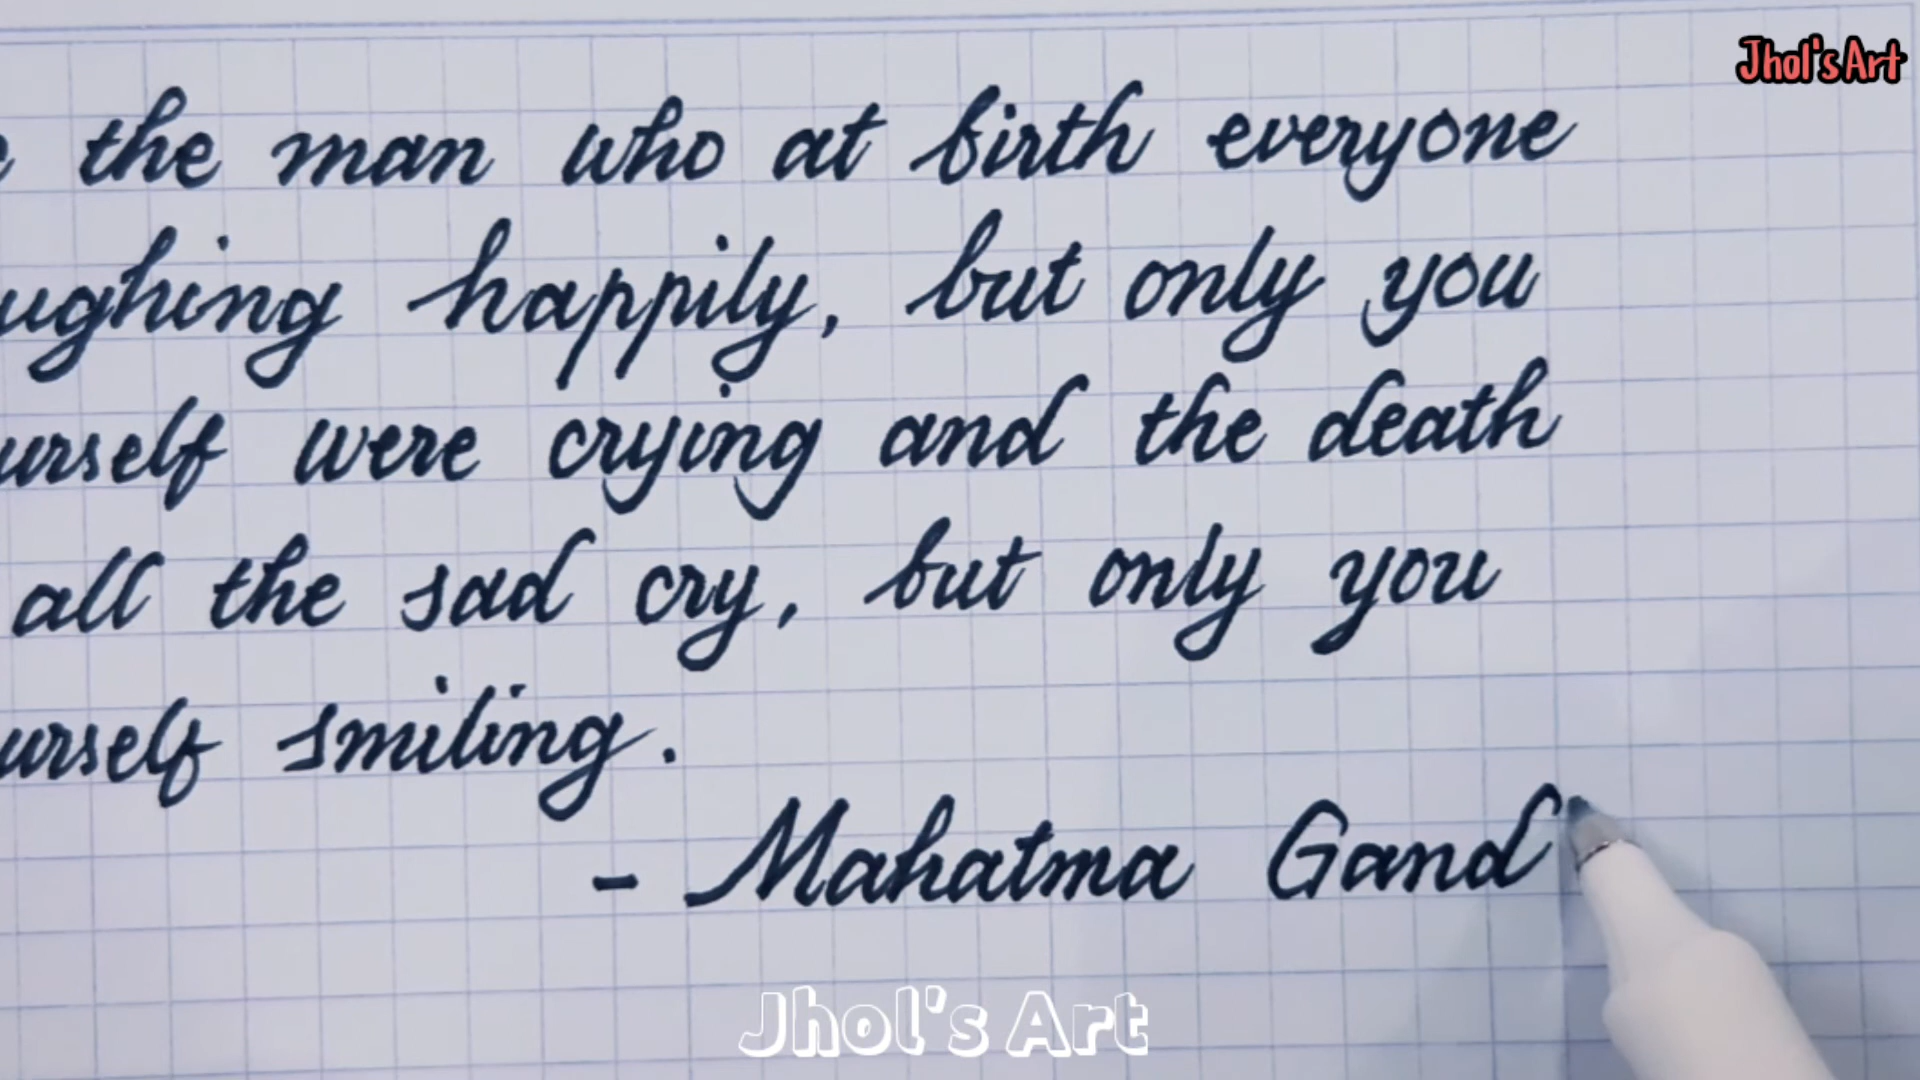 Jhol's Art
the man who at birth everyone
ughing happily, but only you
urself were crying and the death
all the sad cry, but only you
urself smiling.
- Mahatma Gand
Jhol's Art